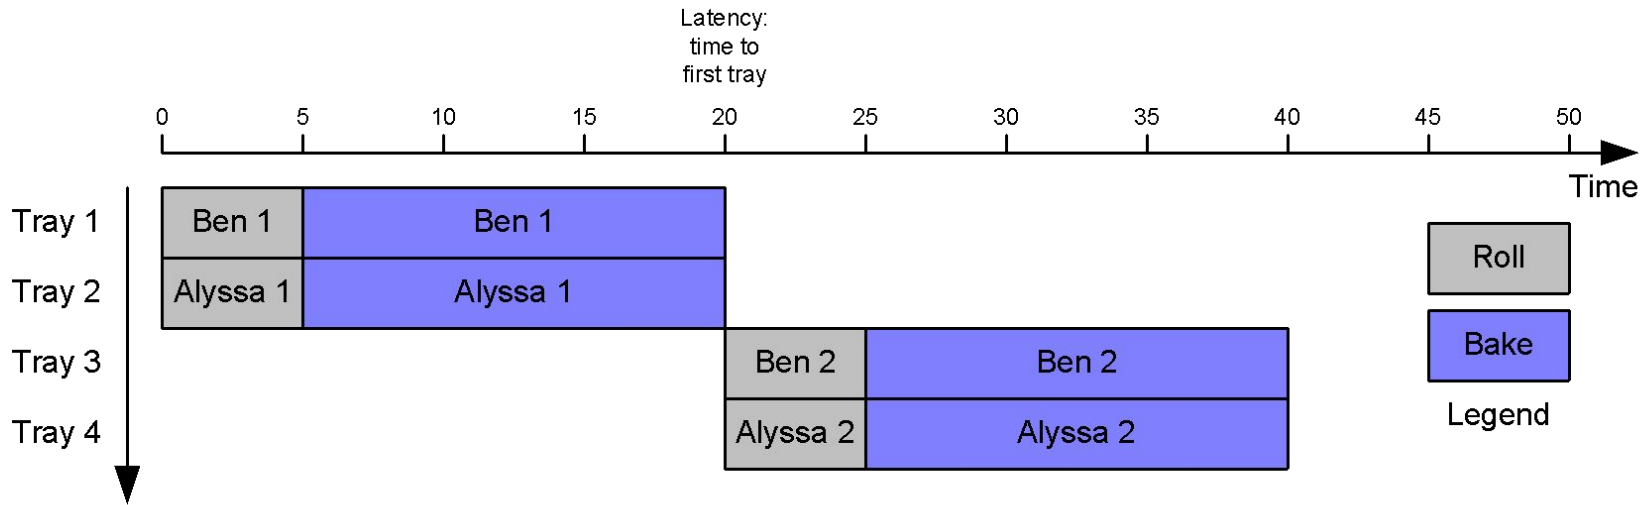 Latency:
time to
first tray
0 5 10 15 20 25 30 35 40 45 50
Time
Tray 1 Ben 1 Ben 1
Roll
Tray 2 Alyssa 1 Alyssa 1
Tray 3 Ben 2 Ben 2
Bake
Tray 4 Alyssa 2 Alyssa 2
Legend